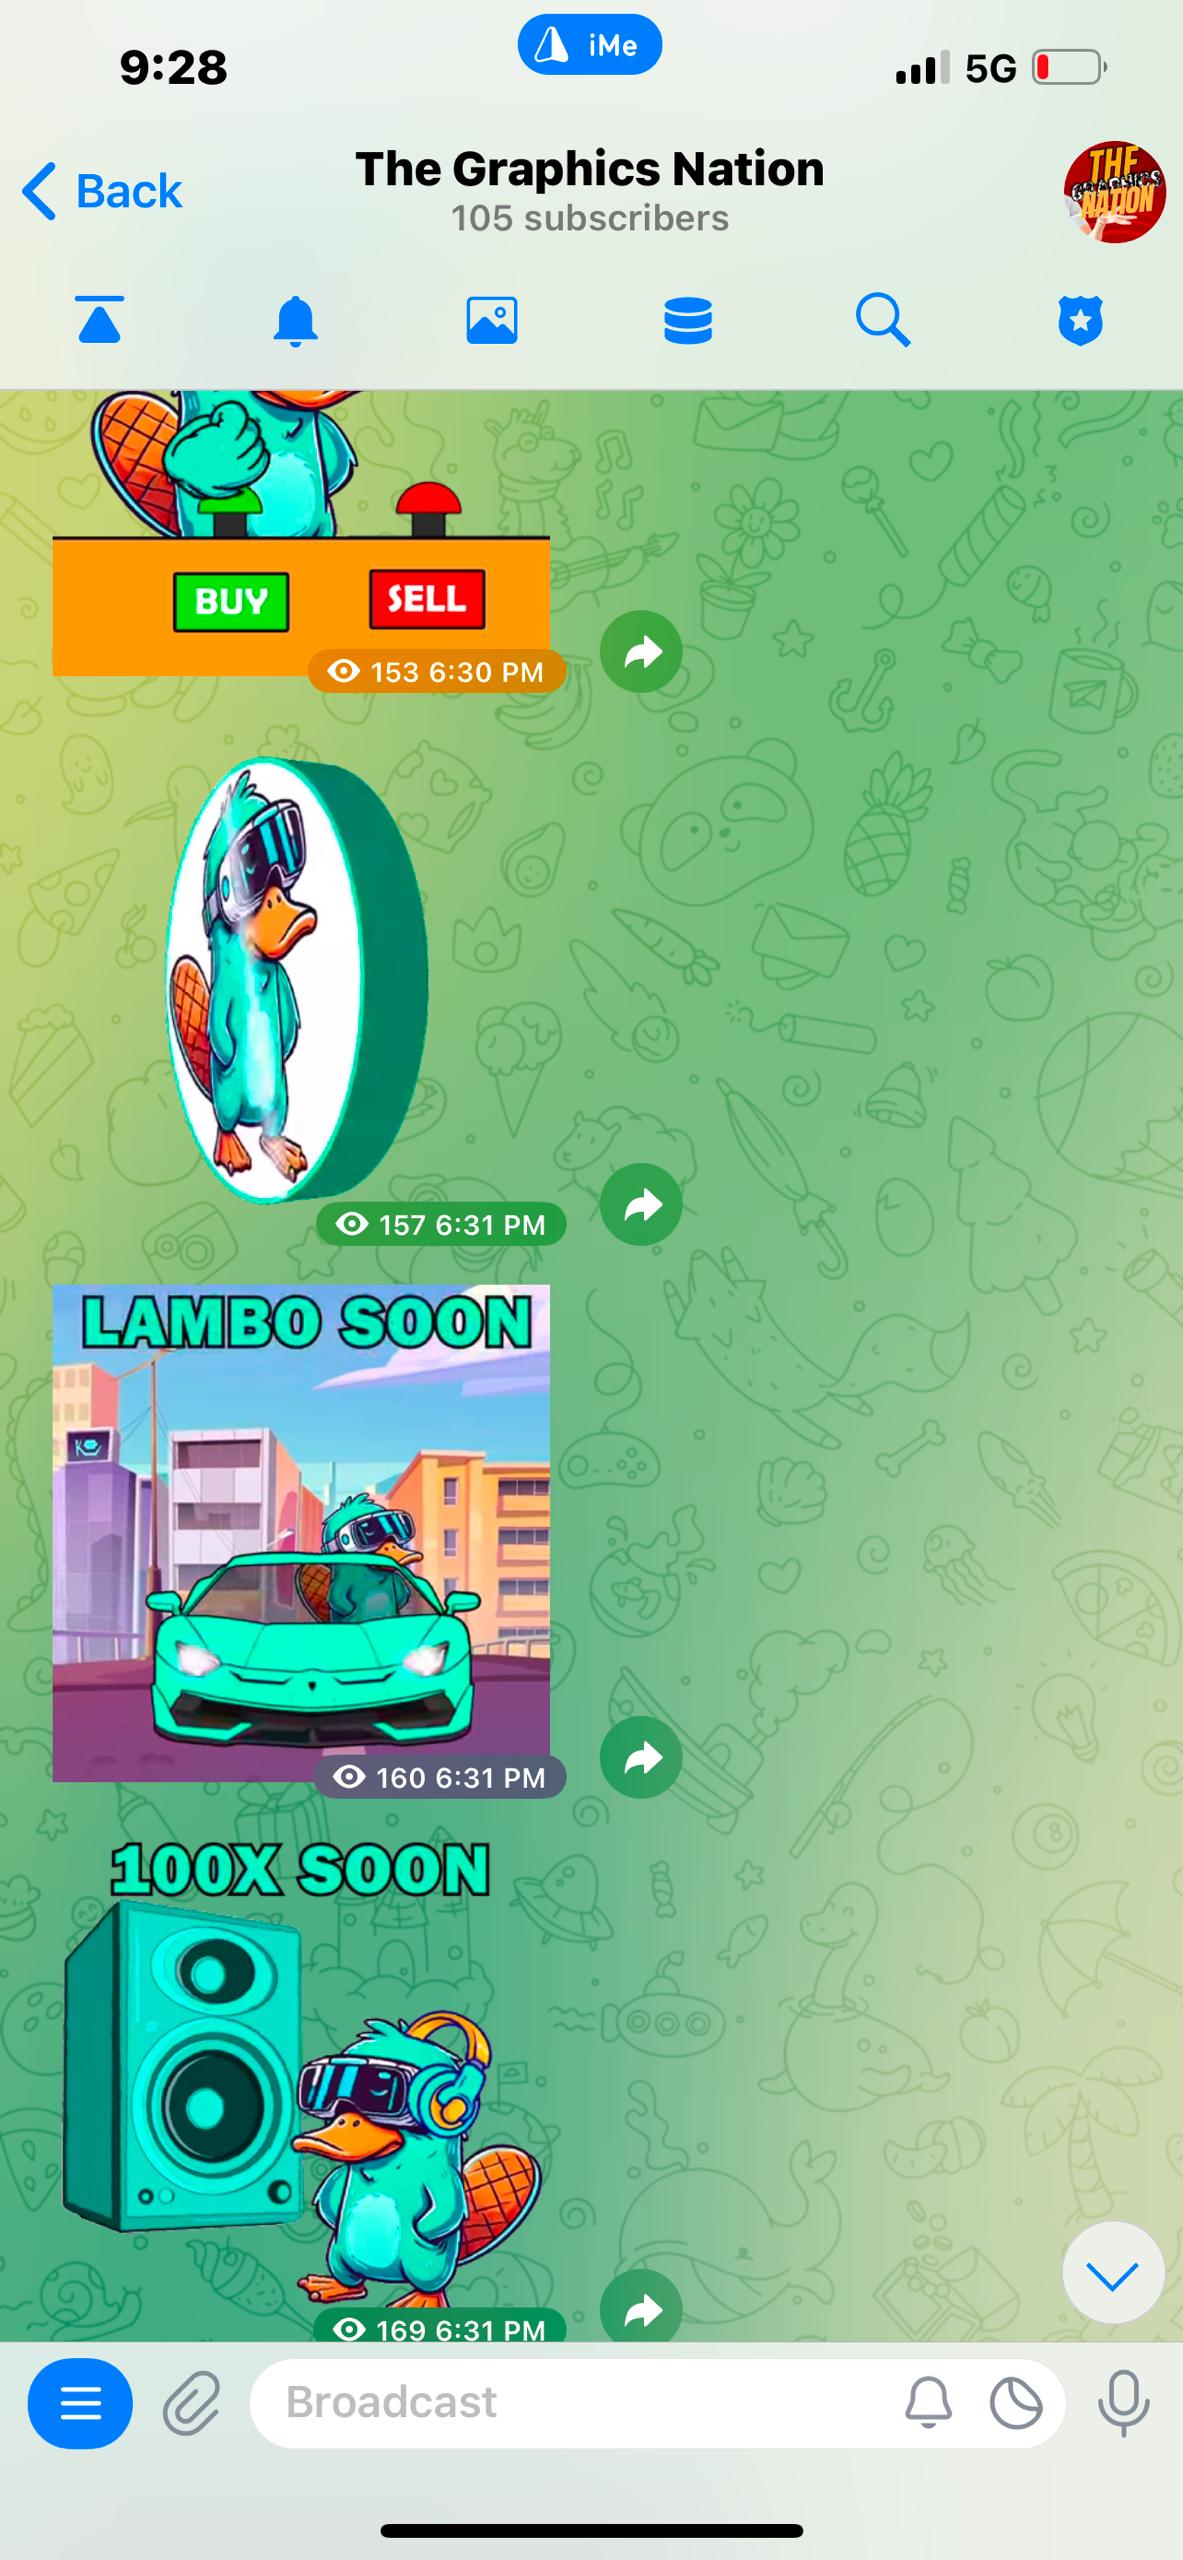 9:28
iMe
5G
Back
The Graphics Nation
105 subscribers
THE
GRAPHICS
NATION
BUY
SELL
153 6:30 PM
157 6:31 PM
LAMBO SOON
160 6:31 PM
100X SOON
169 6:31 PM
Broadcast